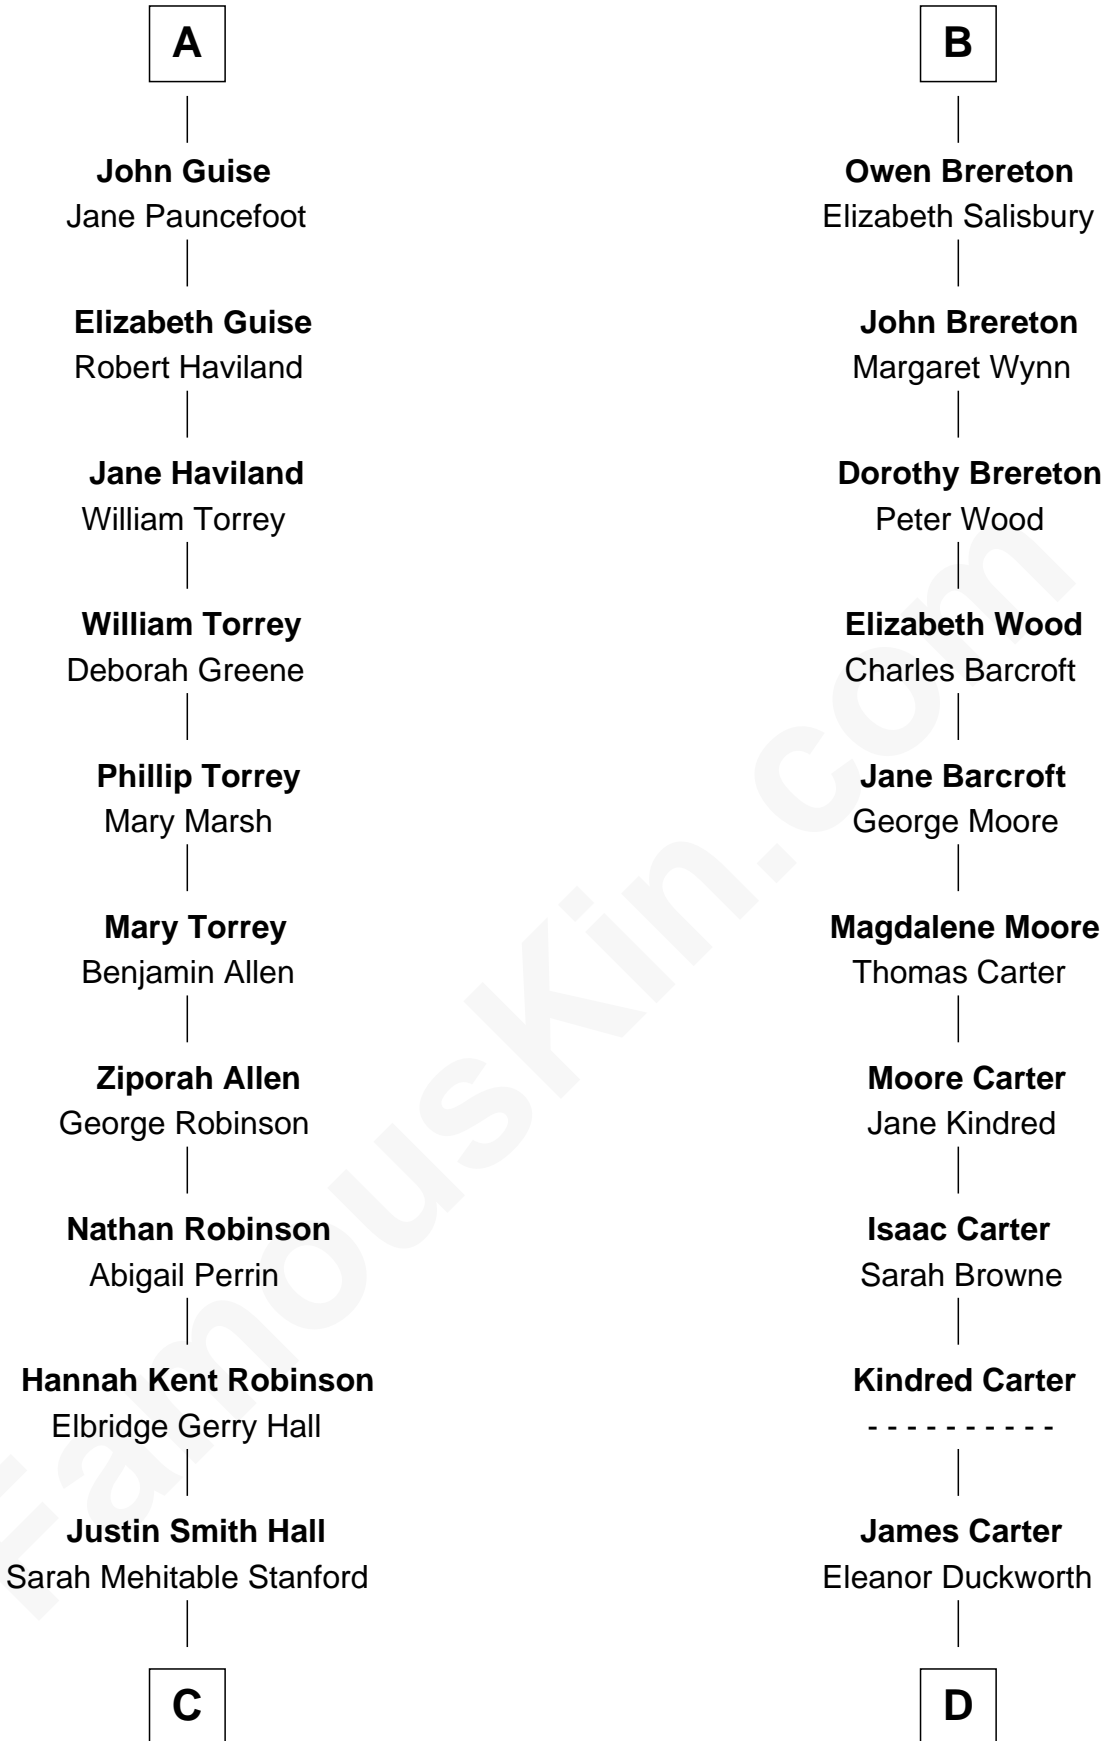 A
John Guise
Jane Pauncefoot
Elizabeth Guise
Robert Haviland
Jane Haviland
William Torrey
William Torrey
Deborah Greene
Phillip Torrey
Mary Marsh
Mary Torrey
Benjamin Allen
Ziporah Allen
George Robinson
Nathan Robinson
Abigail Perrin
Hannah Kent Robinson
Elbridge Gerry Hall
Justin Smith Hall
Sarah Mehitable Stanford
C
B
Owen Brereton
Elizabeth Salisbury
John Brereton
Margaret Wynn
Dorothy Brereton
Peter Wood
Elizabeth Wood
Charles Barcroft
Jane Barcroft
George Moore
Magdalene Moore
Thomas Carter
Moore Carter
Jane Kindred
Isaac Carter
Sarah Browne
Kindred Carter
- - - - - - - - - -
James Carter
Eleanor Duckworth
D
FamousKin.com